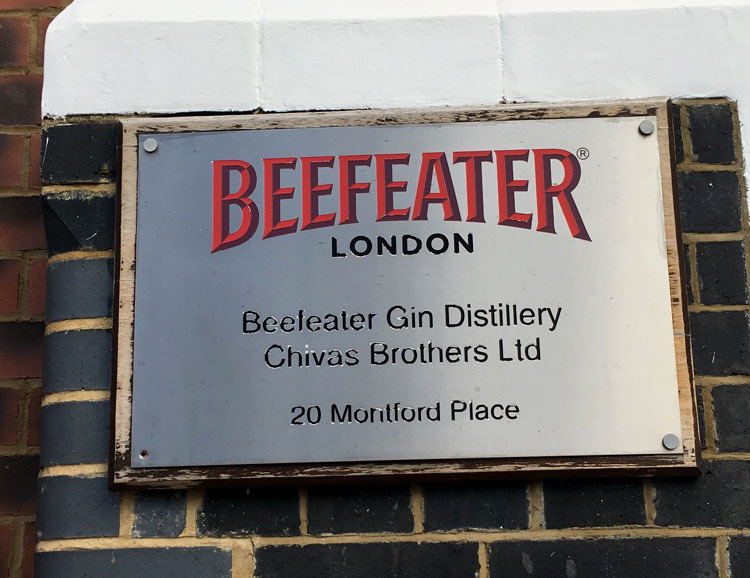 BEEFEATER®
LONDON
Beefeater Gin Distillery
Chivas Brothers Ltd
20 Montford Place